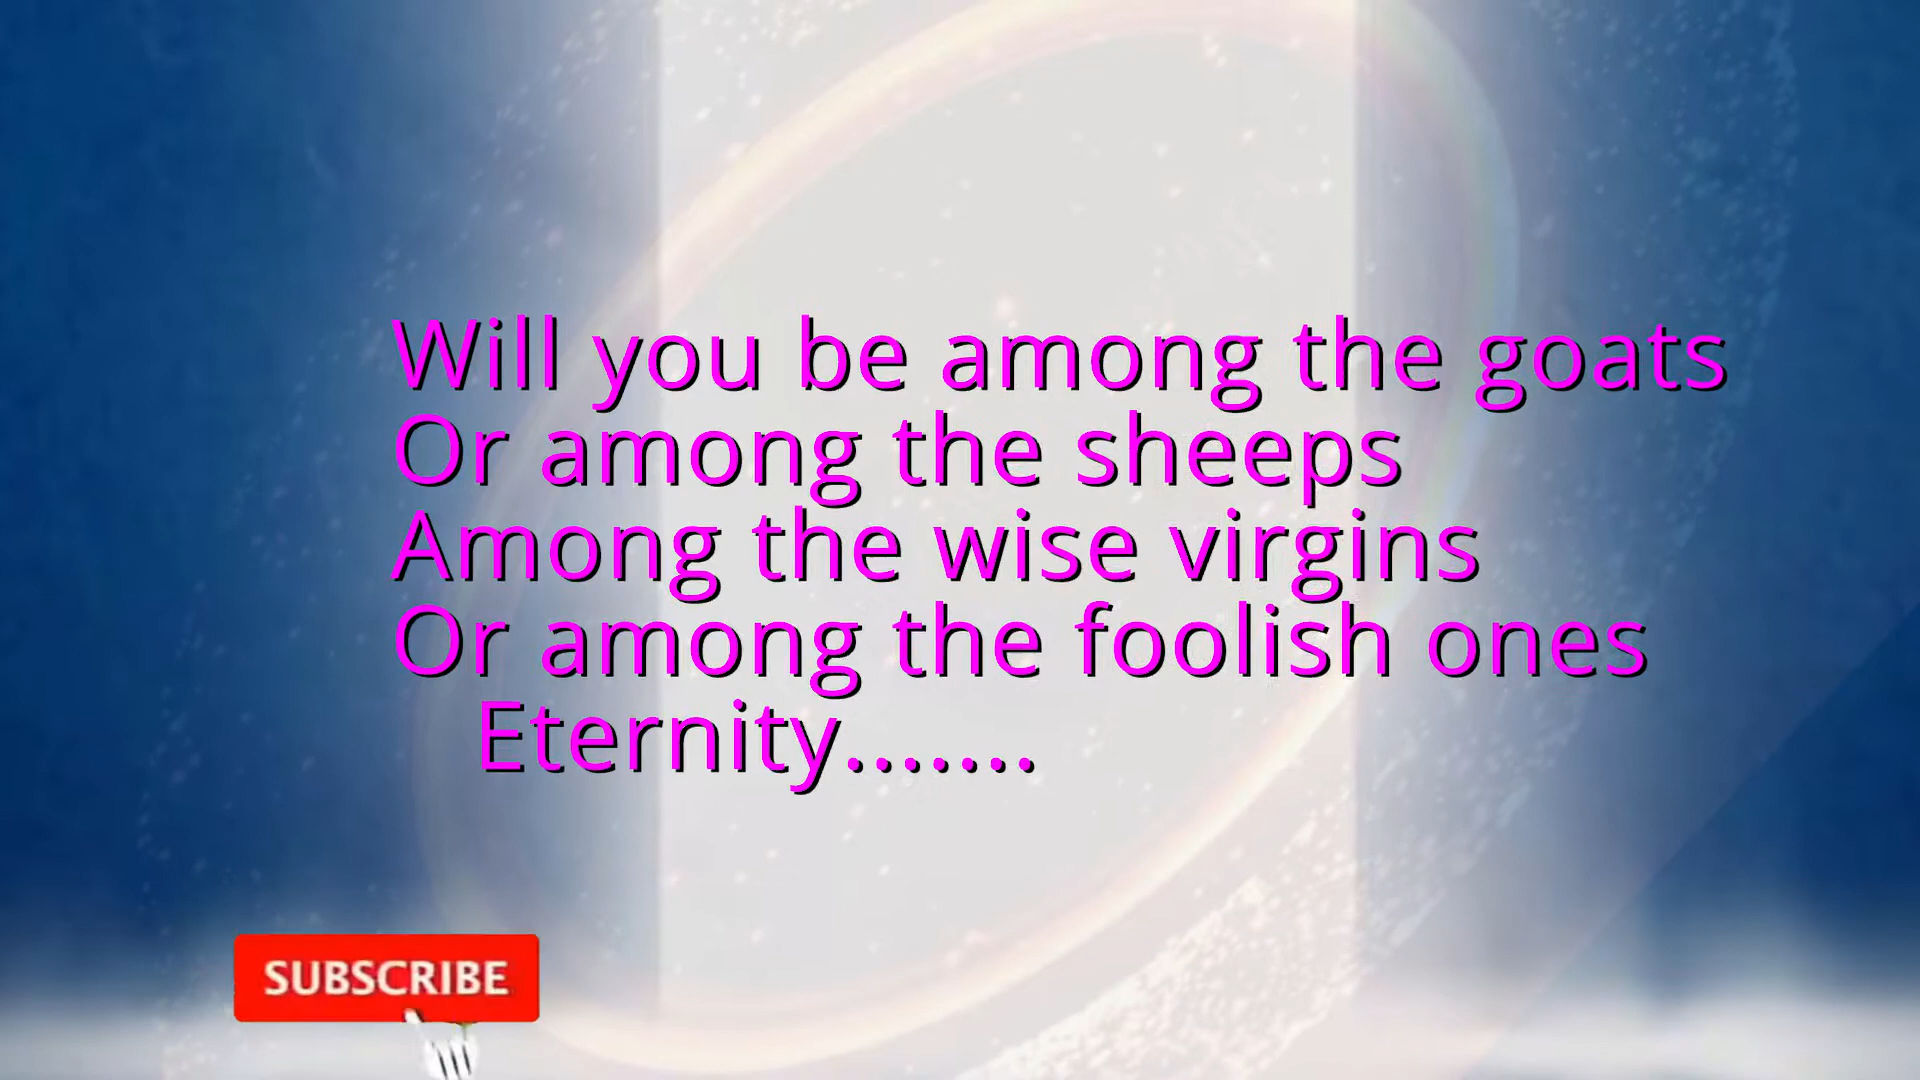 Will you be among the goats
Or among the sheeps
Among the wise virgins
Or among the foolish ones
Eternity.......
SUBSCRIBE